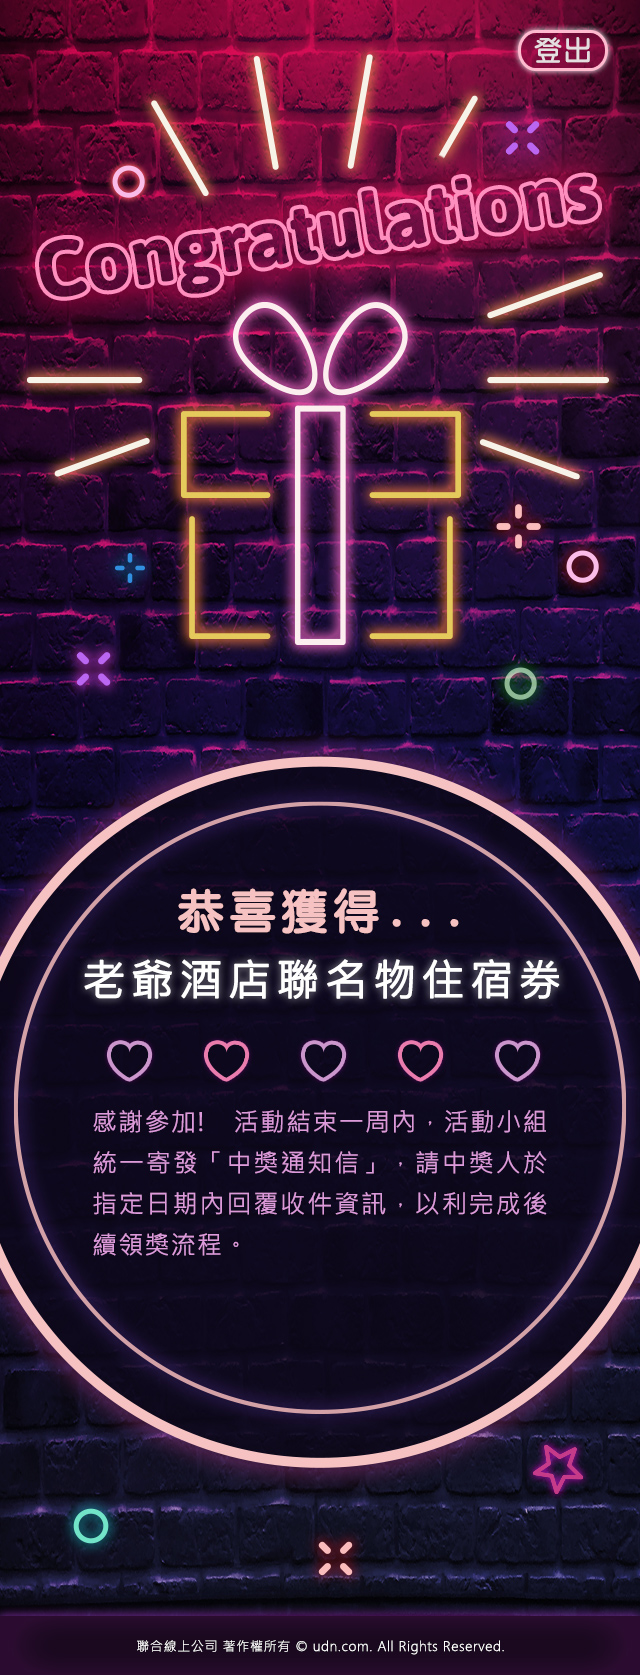 登出
Congratulations
恭喜獲得...
老爺酒店聯名物住宿券
感謝參加!　活動結束一周內，活動小組
統一寄發「中獎通知信」，請中獎人於
指定日期內回覆收件資訊，以利完成後
續領獎流程。
聯合線上公司 著作權所有 © udn.com. All Rights Reserved.